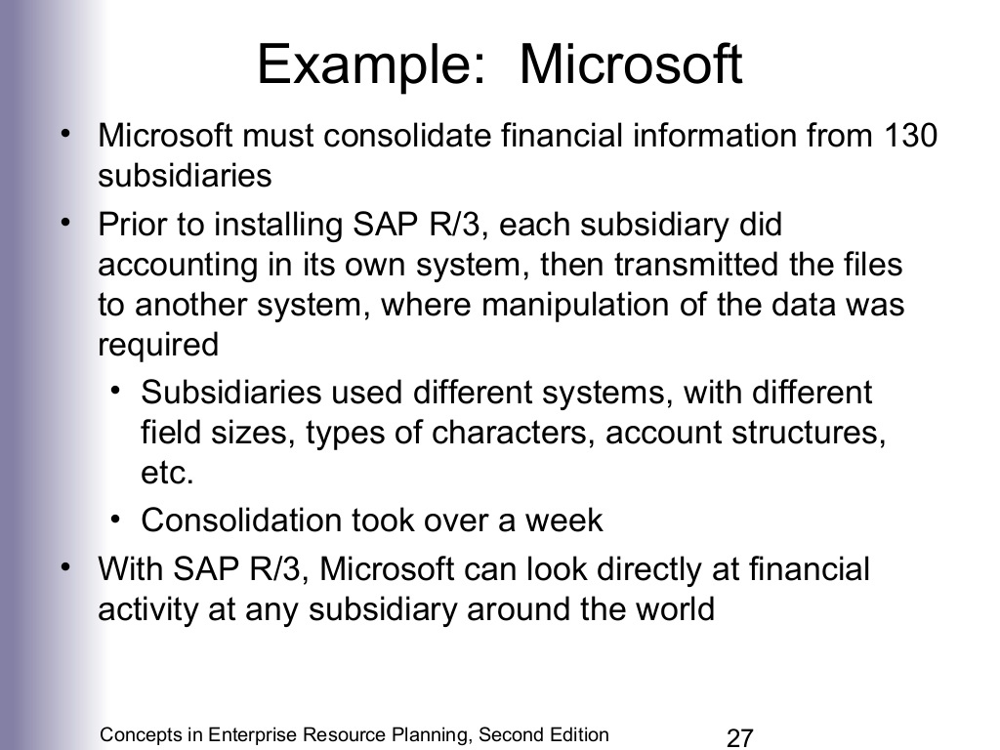 Example:  Microsoft
• Microsoft must consolidate financial information from 130
subsidiaries
• Prior to installing SAP R/3, each subsidiary did
accounting in its own system, then transmitted the files
to another system, where manipulation of the data was
required
• Subsidiaries used different systems, with different
field sizes, types of characters, account structures,
etc.
• Consolidation took over a week
• With SAP R/3, Microsoft can look directly at financial
activity at any subsidiary around the world
Concepts in Enterprise Resource Planning, Second Edition
27